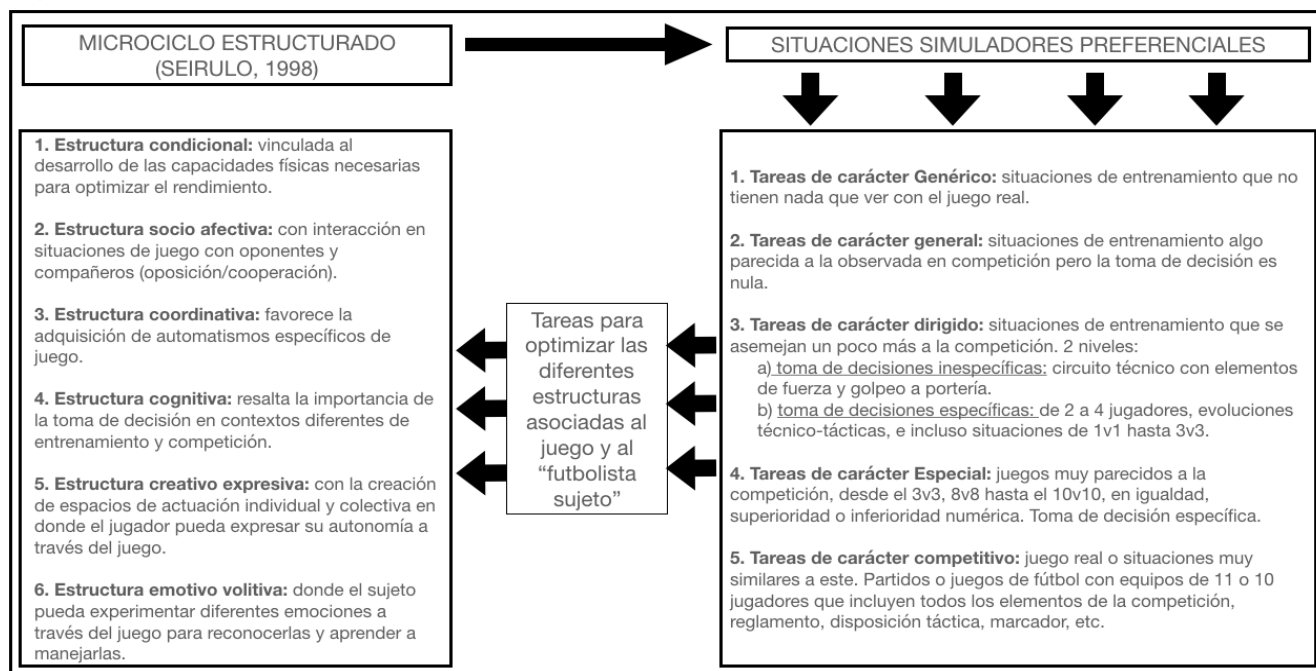 MICROCICLO ESTRUCTURADO
(SEIRULO, 1998)
SITUACIONES SIMULADORES PREFERENCIALES
1. Estructura condicional: vinculada al
desarrollo de las capacidades físicas necesarias
para optimizar el rendimiento.
2. Estructura socio afectiva: con interacción en
situaciones de juego con oponentes y
compañeros (oposición/cooperación).
3. Estructura coordinativa: favorece la
adquisición de automatismos específicos de
juego.
4. Estructura cognitiva: resalta la importancia de
la toma de decisión en contextos diferentes de
entrenamiento y competición.
5. Estructura creativo expresiva: con la creación
de espacios de actuación individual y colectiva en
donde el jugador pueda expresar su autonomía a
través del juego.
6. Estructura emotivo volitiva: donde el sujeto
pueda experimentar diferentes emociones a
través del juego para reconocerlas y aprender a
manejarlas.
Tareas para
optimizar las
diferentes
estructuras
asociadas al
juego y al
“futbolista
sujeto”
1. Tareas de carácter Genérico: situaciones de entrenamiento que no
tienen nada que ver con el juego real.
2. Tareas de carácter general: situaciones de entrenamiento algo
parecida a la observada en competición pero la toma de decisión es
nula.
3. Tareas de carácter dirigido: situaciones de entrenamiento que se
asemejan un poco más a la competición. 2 niveles:
a) toma de decisiones inespecíficas: circuito técnico con elementos
de fuerza y golpeo a portería.
b) toma de decisiones específicas: de 2 a 4 jugadores, evoluciones
técnico-tácticas, e incluso situaciones de 1v1 hasta 3v3.
4. Tareas de carácter Especial: juegos muy parecidos a la
competición, desde el 3v3, 8v8 hasta el 10v10, en igualdad,
superioridad o inferioridad numérica. Toma de decisión específica.
5. Tareas de carácter competitivo: juego real o situaciones muy
similares a este. Partidos o juegos de fútbol con equipos de 11 o 10
jugadores que incluyen todos los elementos de la competición,
reglamento, disposición táctica, marcador, etc.